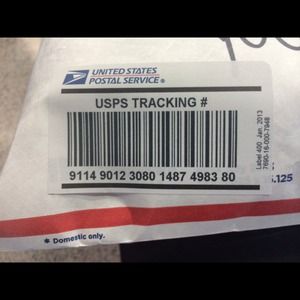 UNITED STATES
POSTAL SERVICE®
USPS TRACKING #
9114 9012 3080 1487 4983 80
Label 400 Jan. 2013
7690-16-000-7948
.125
* Domestic only.